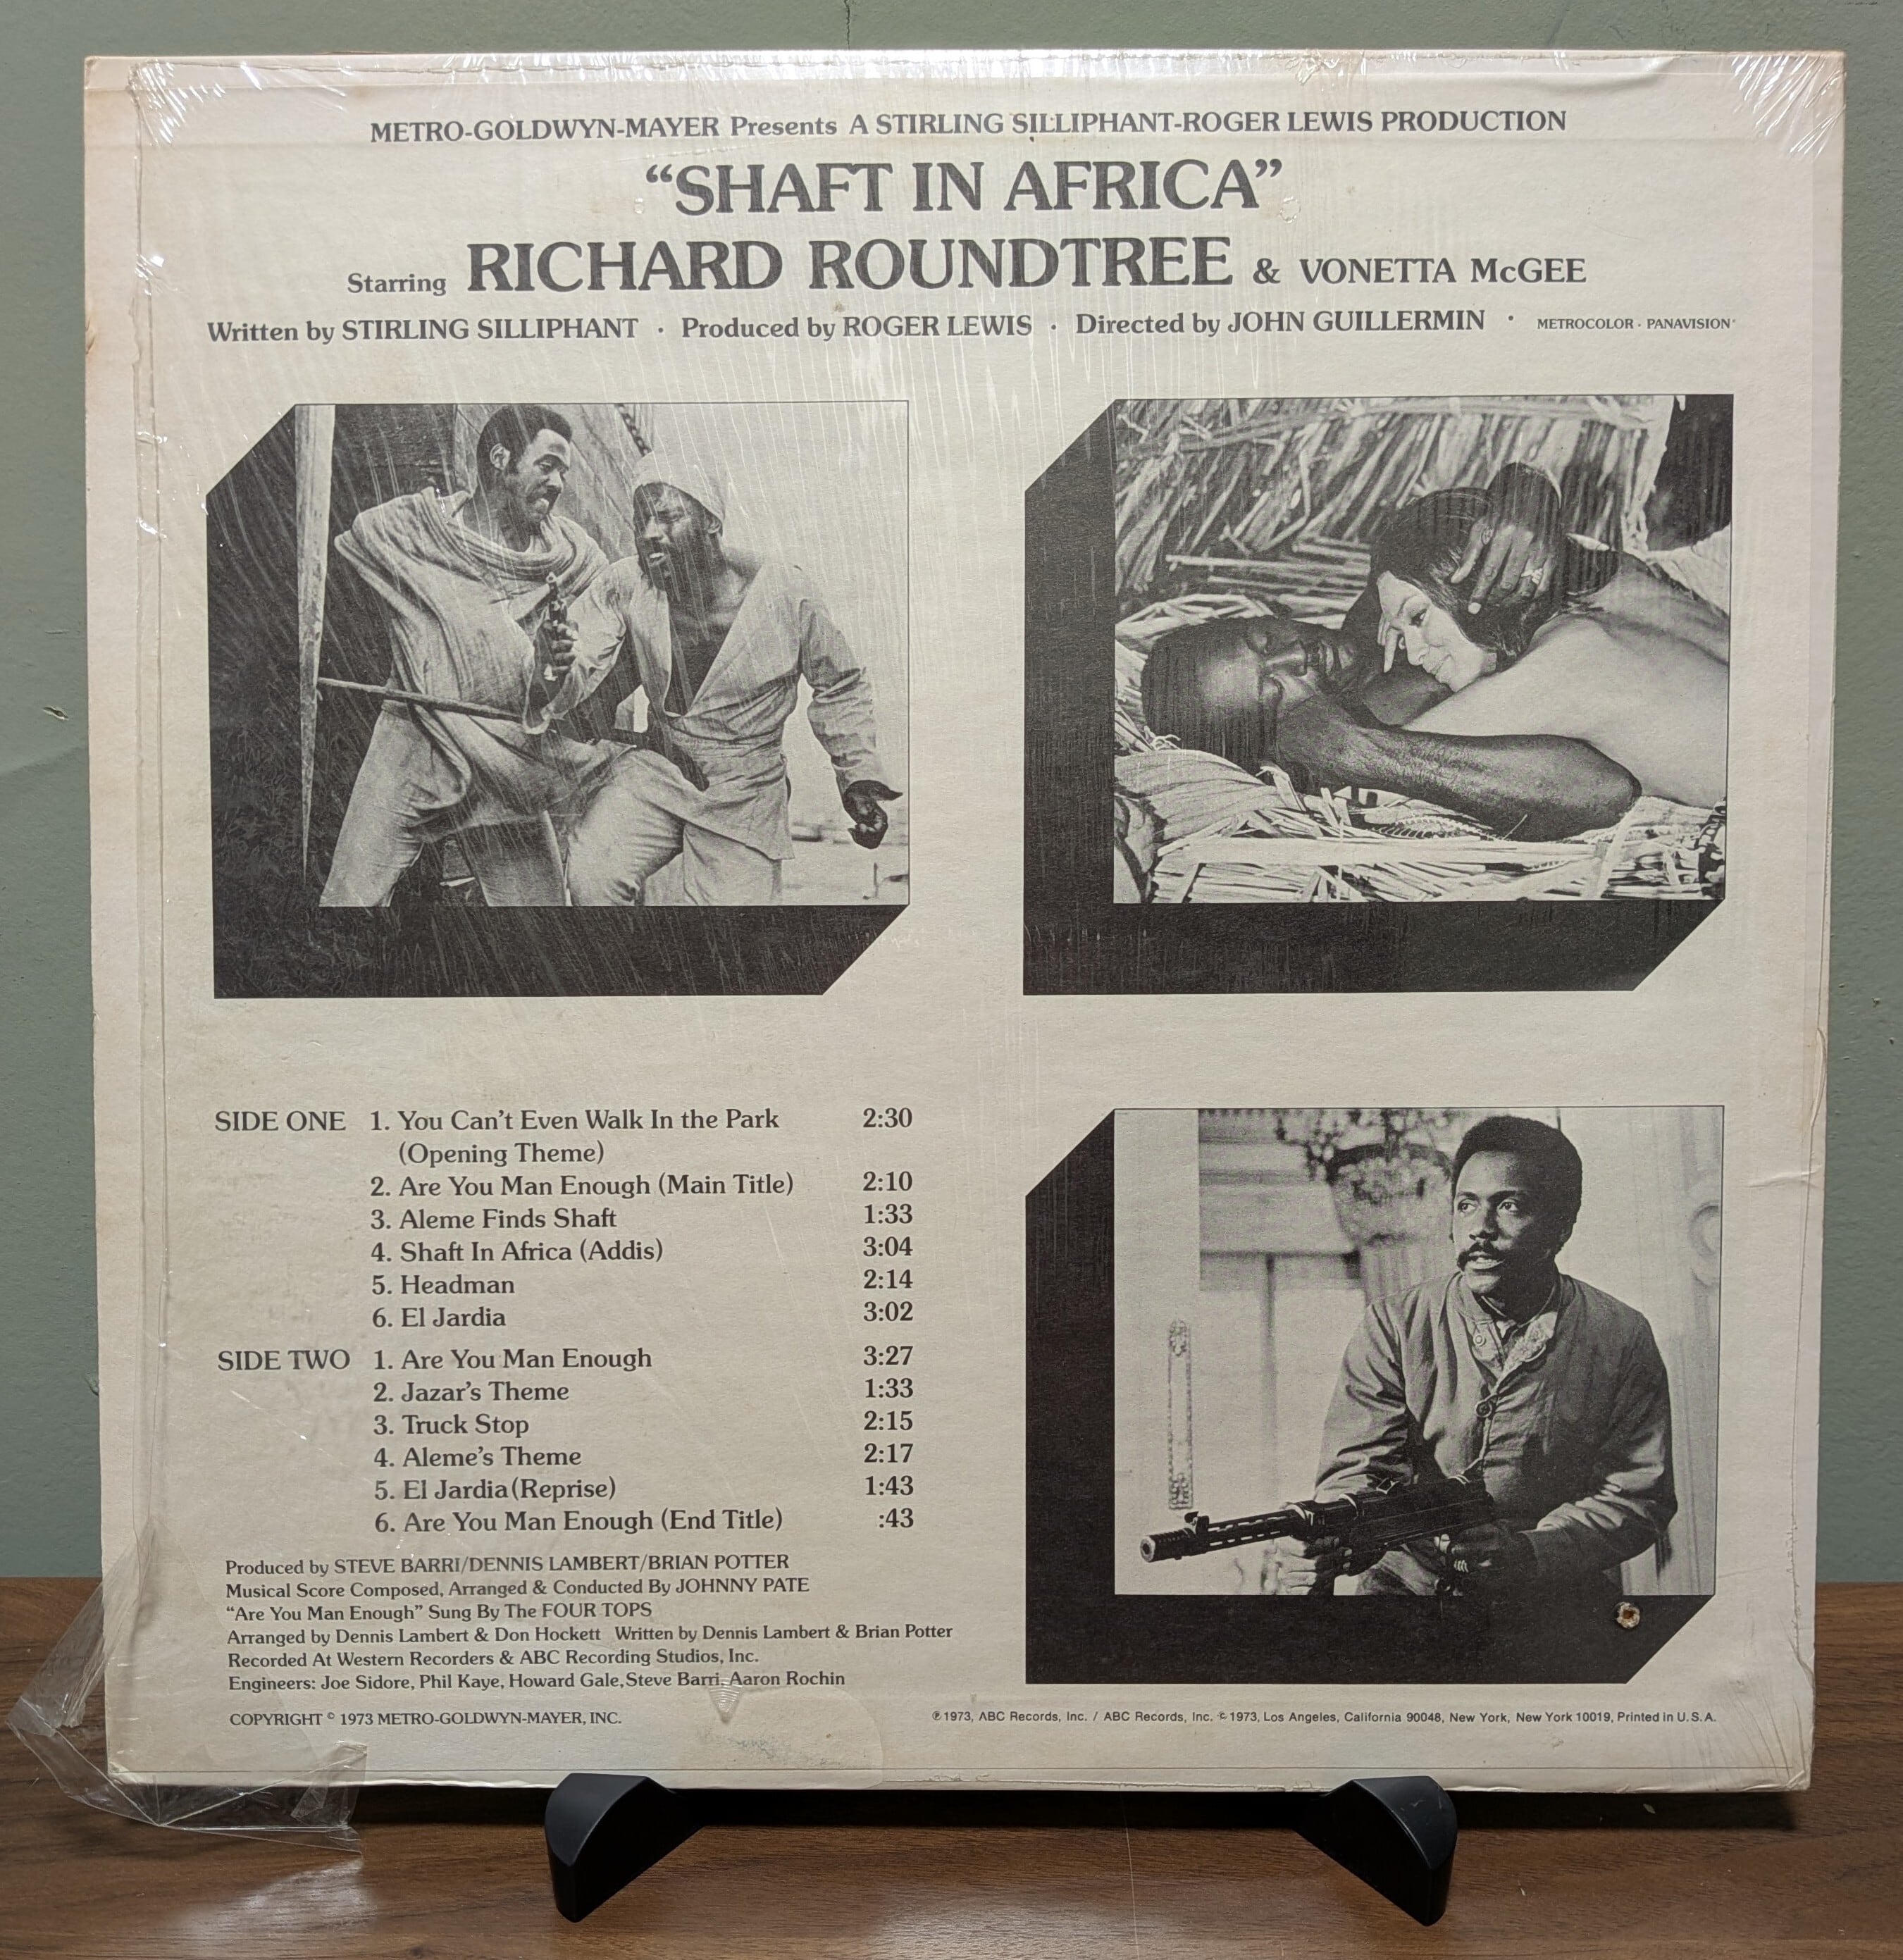 METRO-GOLDWYN-MAYER Presents A STIRLING SILLIPHANT-ROGER LEWIS PRODUCTION
“SHAFT IN AFRICA”
Starring RICHARD ROUNDTREE & VONETTA McGEE
Written by STIRLING SILLIPHANT · Produced by ROGER LEWIS · Directed by JOHN GUILLERMIN · METROCOLOR · PANAVISION®
SIDE ONE 1. You Can’t Even Walk In the Park 2:30
(Opening Theme)
2. Are You Man Enough (Main Title) 2:10
3. Aleme Finds Shaft 1:33
4. Shaft In Africa (Addis) 3:04
5. Headman 2:14
6. El Jardia 3:02
SIDE TWO 1. Are You Man Enough 3:27
2. Jazar’s Theme 1:33
3. Truck Stop 2:15
4. Aleme’s Theme 2:17
5. El Jardia (Reprise) 1:43
6. Are You Man Enough (End Title) :43
Produced by STEVE BARRI/DENNIS LAMBERT/BRIAN POTTER
Musical Score Composed, Arranged & Conducted By JOHNNY PATE
“Are You Man Enough” Sung By The FOUR TOPS
Arranged by Dennis Lambert & Don Hockett Written by Dennis Lambert & Brian Potter
Recorded At Western Recorders & ABC Recording Studios, Inc.
Engineers: Joe Sidore, Phil Kaye, Howard Gale, Steve Barri, Aaron Rochin
COPYRIGHT © 1973 METRO-GOLDWYN-MAYER, INC.
℗ 1973, ABC Records, Inc. / ABC Records, Inc. © 1973, Los Angeles, California 90048, New York, New York 10019, Printed in U.S.A.